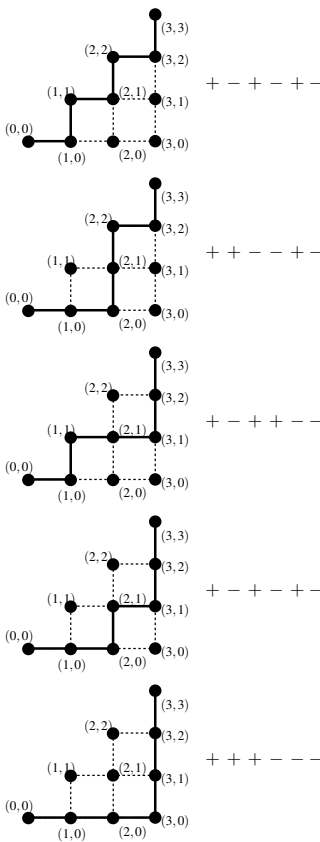 (3,3)
(2,2) (3,2)
(1,1) (2,1) (3,1) + − + − + −
(0,0) (1,0) (2,0) (3,0)
(3,3)
(2,2) (3,2)
(1,1) (2,1) (3,1) + + − − + −
(0,0) (1,0) (2,0) (3,0)
(3,3)
(2,2) (3,2)
(1,1) (2,1) (3,1) + − + + − −
(0,0) (1,0) (2,0) (3,0)
(3,3)
(2,2) (3,2)
(1,1) (2,1) (3,1) + − + − + −
(0,0) (1,0) (2,0) (3,0)
(3,3)
(2,2) (3,2)
(1,1) (2,1) (3,1) + + + − − −
(0,0) (1,0) (2,0) (3,0)